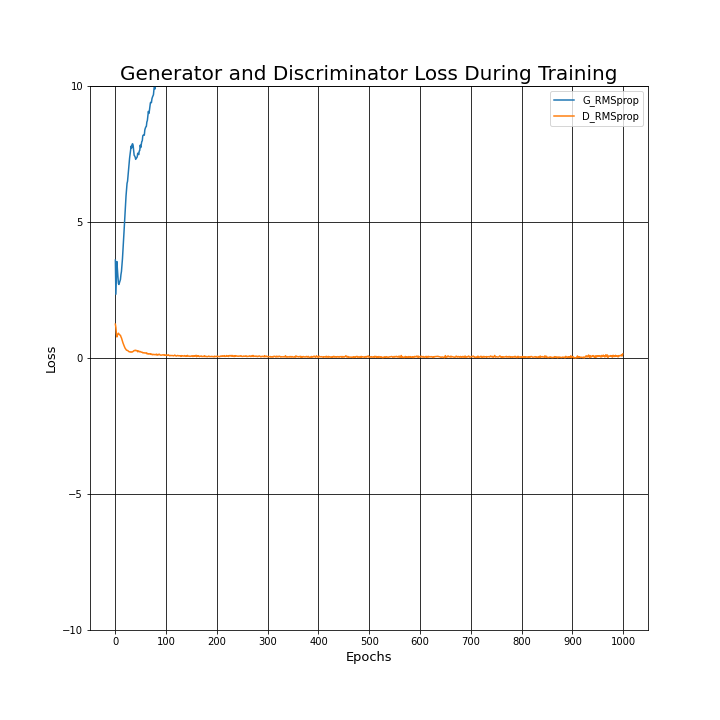 Generator and Discriminator Loss During Training
G_RMSprop
D_RMSprop
10
5
0
−5
−10
Loss
0 100 200 300 400 500 600 700 800 900 1000
Epochs